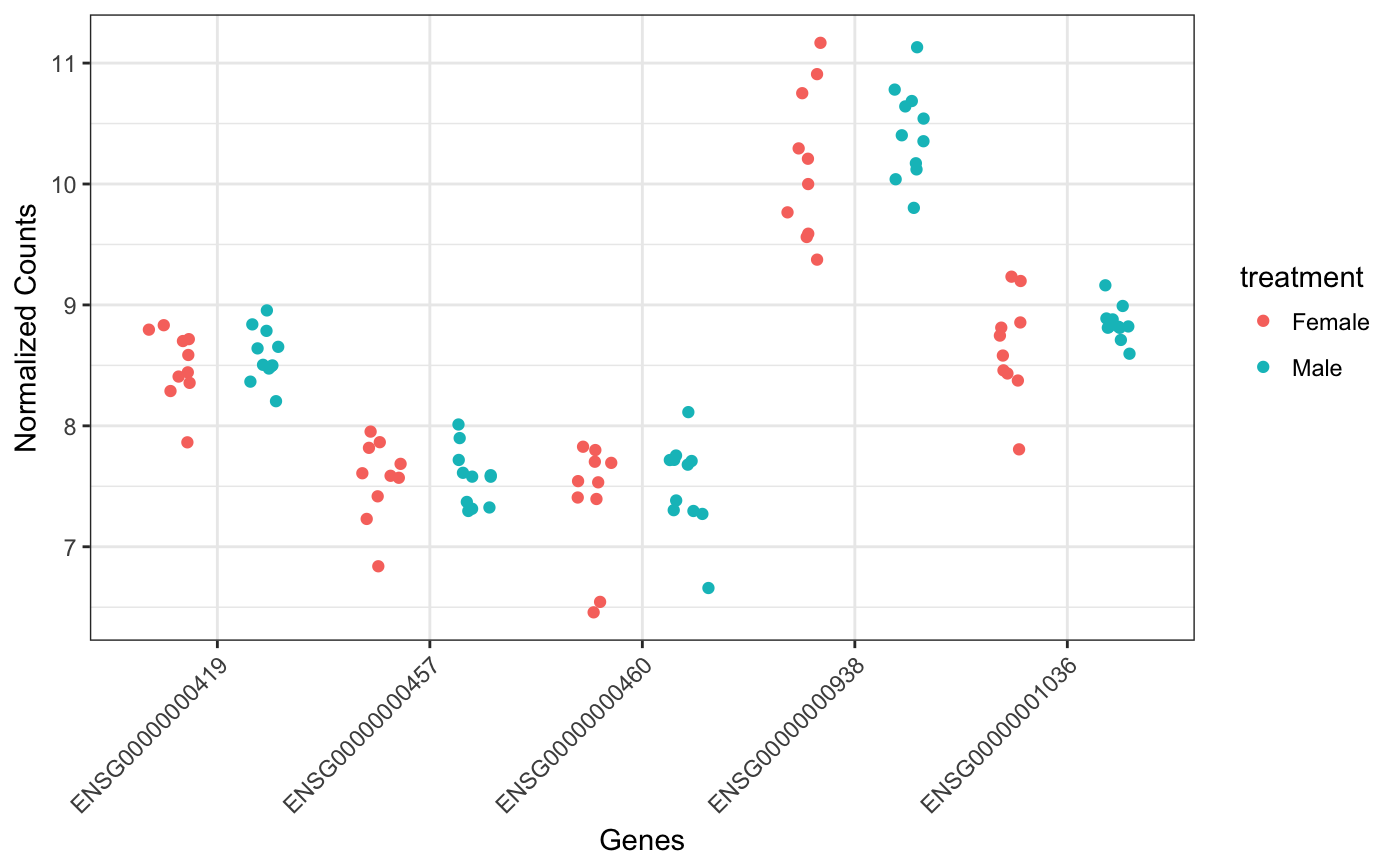 11
10
9
8
7
Normalized Counts
ENSG00000000419
ENSG00000000457
ENSG00000000460
ENSG00000000938
ENSG00000001036
Genes
treatment
Female
Male